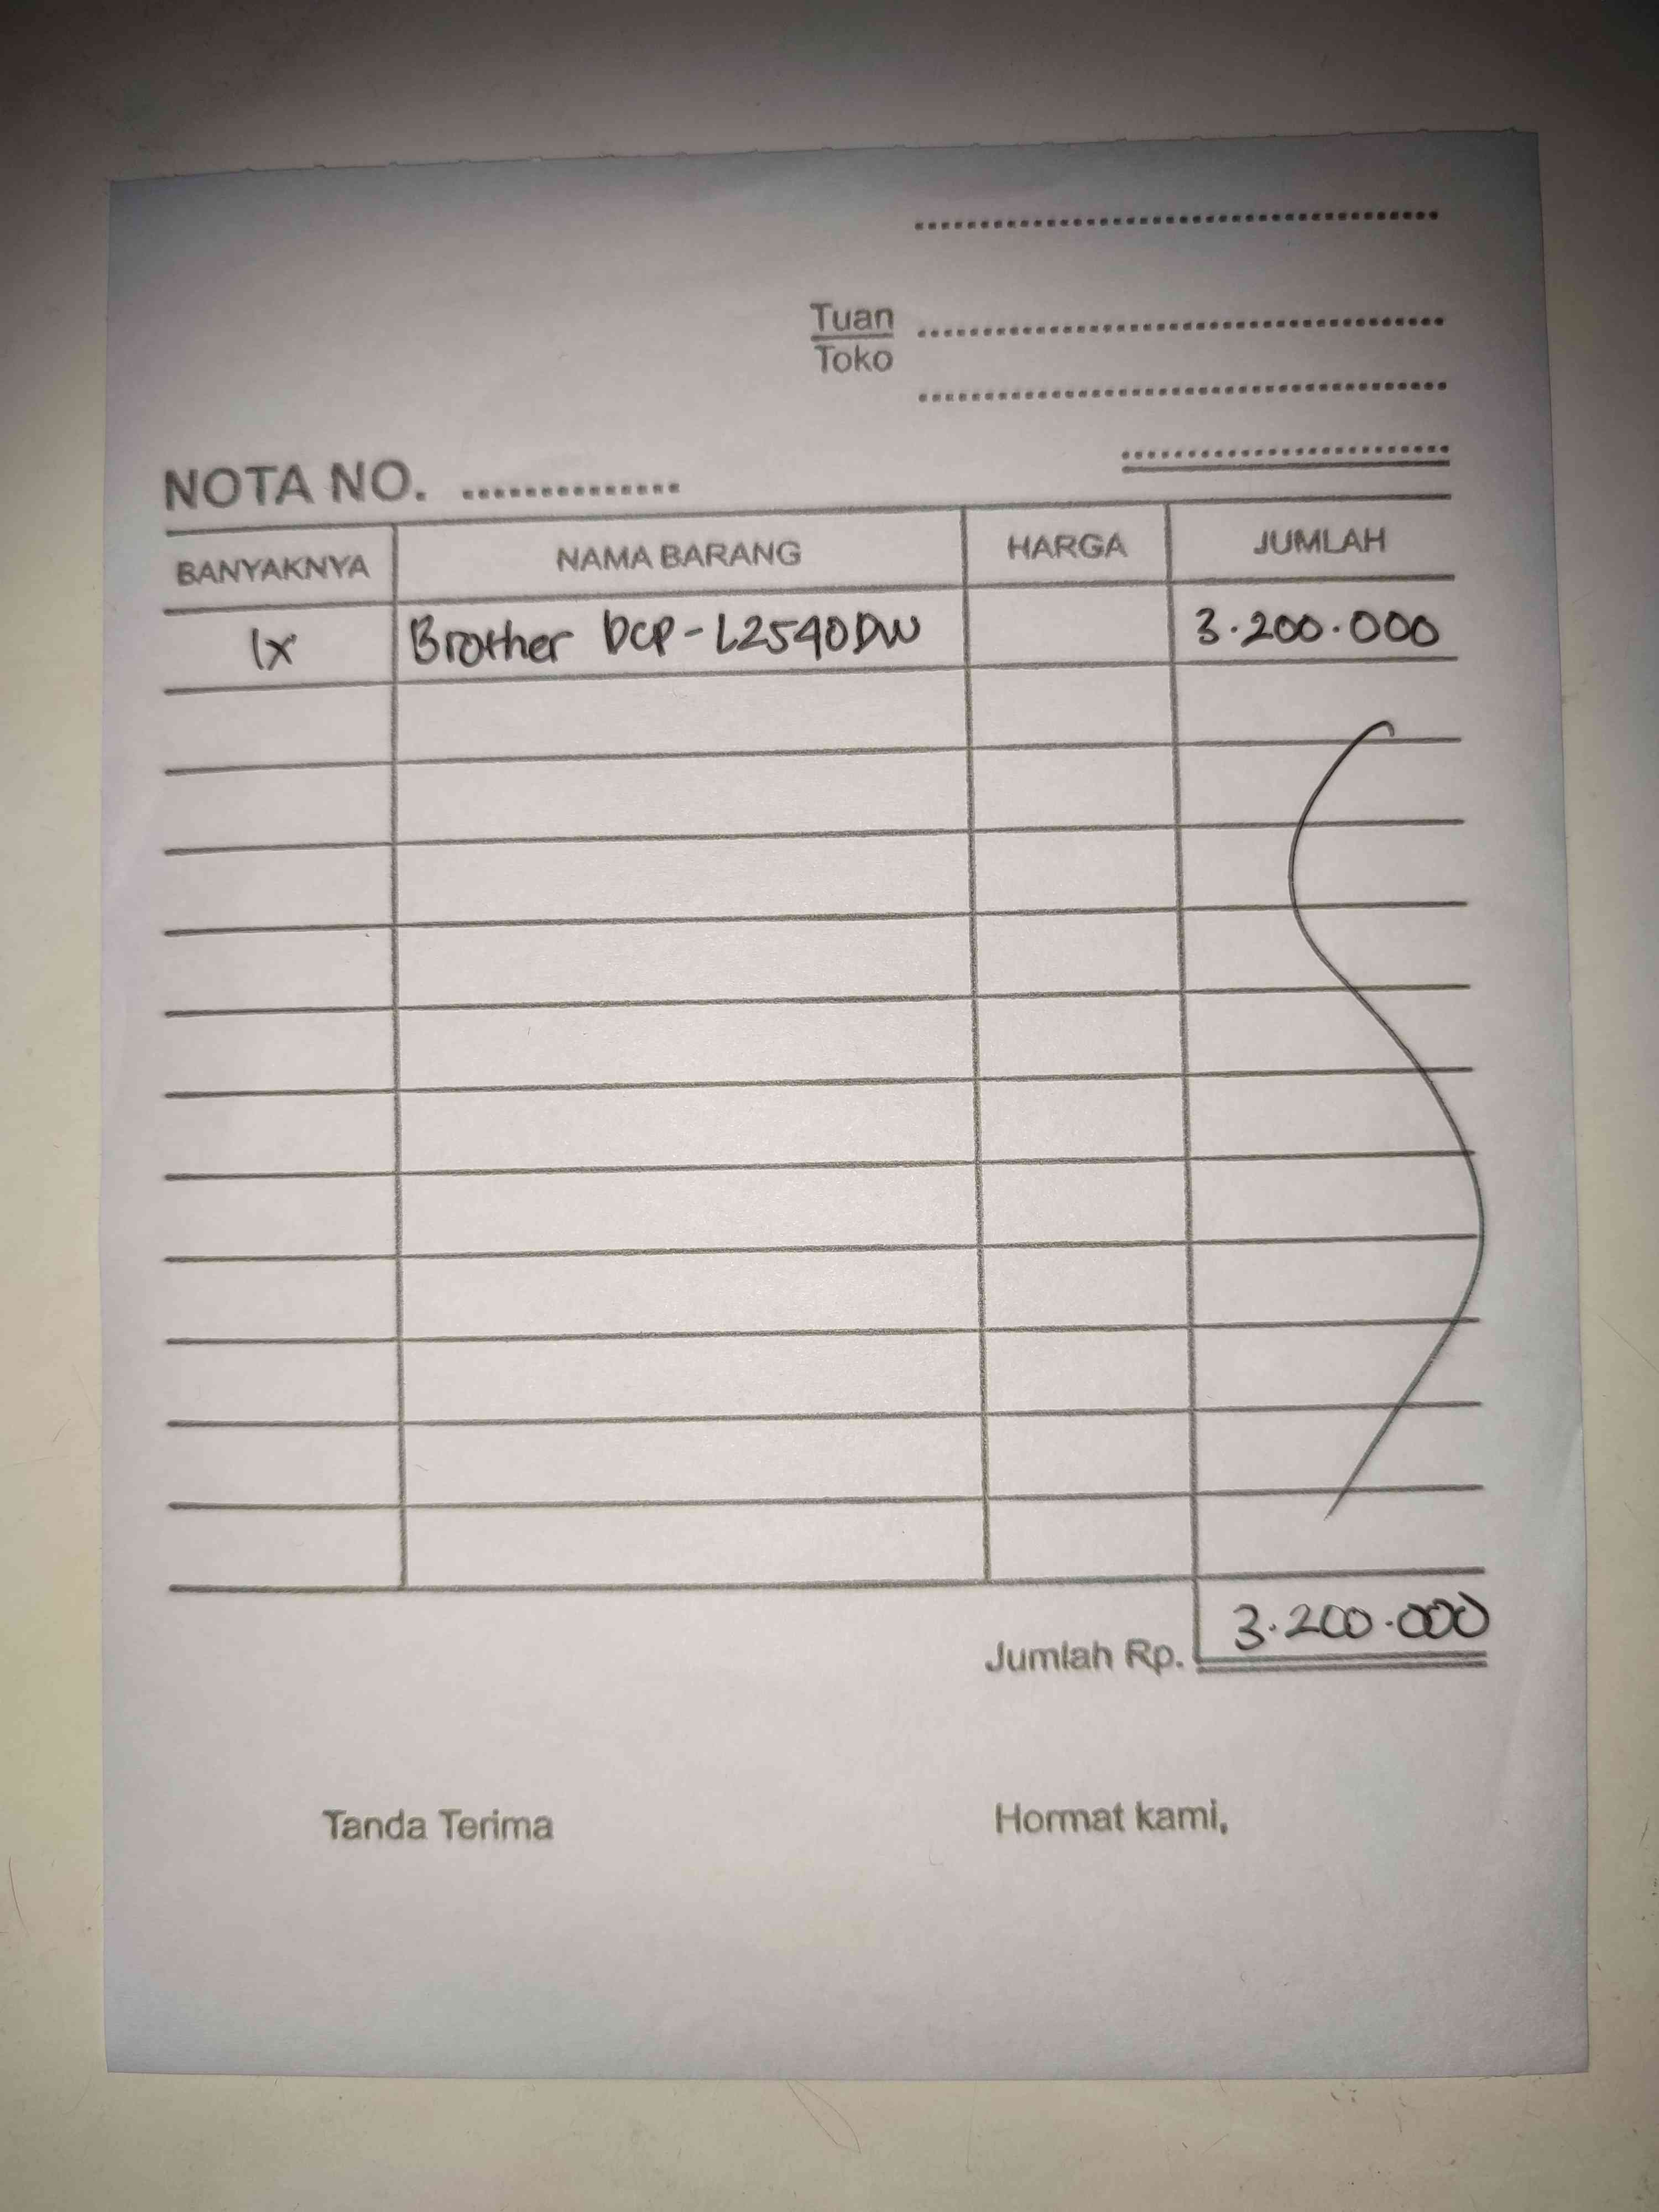 Tuan
Toko
NOTA NO. ...............
BANYAKNYA NAMA BARANG HARGA JUMLAH
1x Brother DCP-L2540DW 3.200.000
Jumlah Rp. 3.200.000
Tanda Terima Hormat kami,